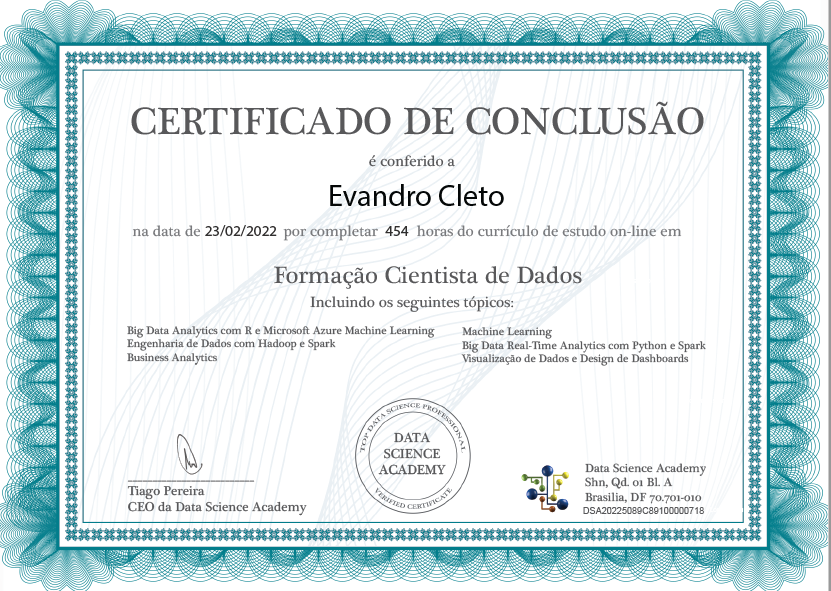 CERTIFICADO DE CONCLUSÃO
é conferido a
Evandro Cleto
na data de 23/02/2022 por completar 454 horas do currículo de estudo on-line em
Formação Cientista de Dados
Incluindo os seguintes tópicos:
Big Data Analytics com R e Microsoft Azure Machine Learning
Engenharia de Dados com Hadoop e Spark
Business Analytics
Machine Learning
Big Data Real-Time Analytics com Python e Spark
Visualização de Dados e Design de Dashboards
Tiago Pereira
CEO da Data Science Academy
TOP DATA SCIENCE PROFESSIONAL
DATA
SCIENCE
ACADEMY
VERIFIED CERTIFICATE
Data Science Academy
Shn, Qd. 01 Bl. A
Brasilia, DF 70.701-010
DSA20225089C89100000718